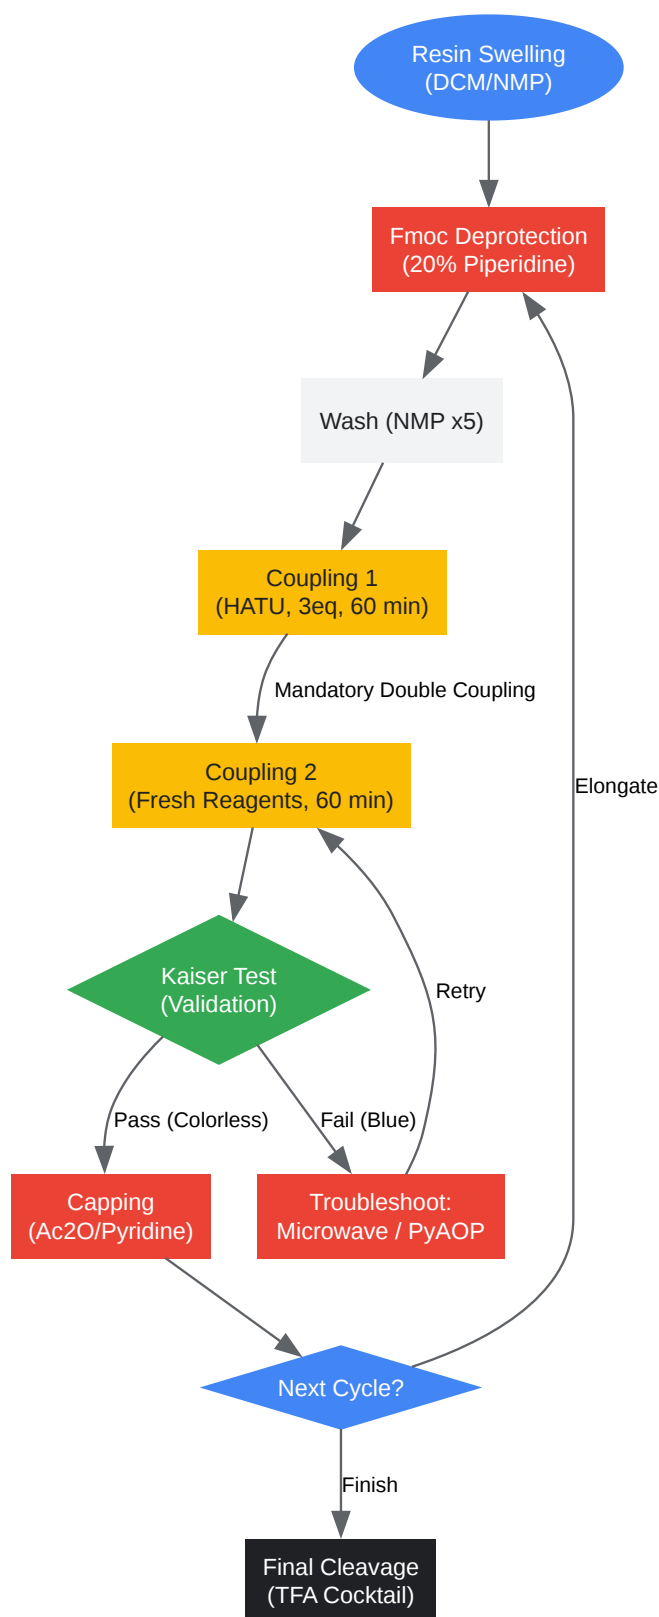 Resin Swelling
(DCM/NMP)
Fmoc Deprotection
(20% Piperidine)
Wash (NMP x5)
Coupling 1
(HATU, 3eq, 60 min)
Mandatory Double Coupling
Coupling 2
(Fresh Reagents, 60 min)
Elongate
Kaiser Test
(Validation)
Retry
Pass (Colorless)
Fail (Blue)
Capping
(Ac2O/Pyridine)
Troubleshoot:
Microwave / PyAOP
Next Cycle?
Finish
Final Cleavage
(TFA Cocktail)